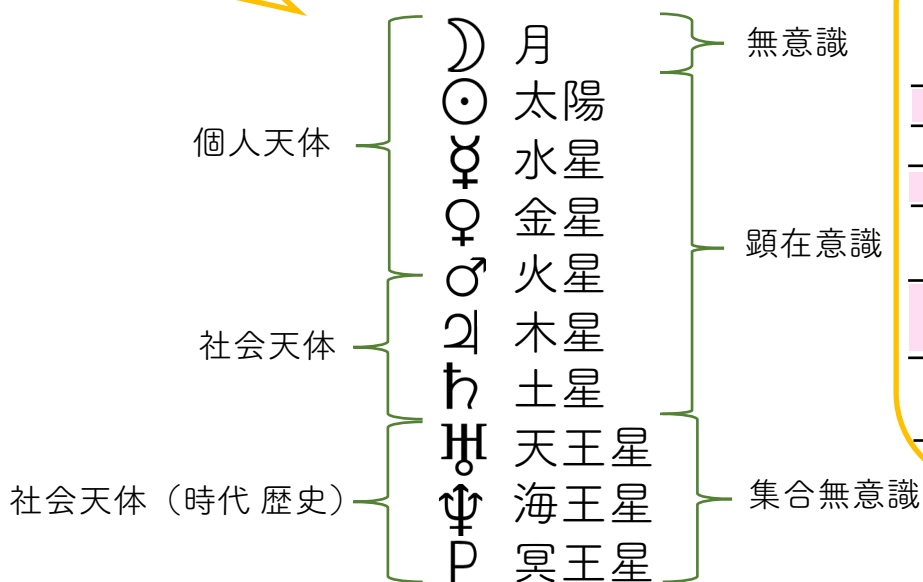 ☽ 月
☉ 太陽
☿ 水星
♀ 金星
♂ 火星
♃ 木星
♄ 土星
♅ 天王星
♆ 海王星
♇ 冥王星
個人天体
社会天体
社会天体（時代 歴史）
無意識
顕在意識
集合無意識